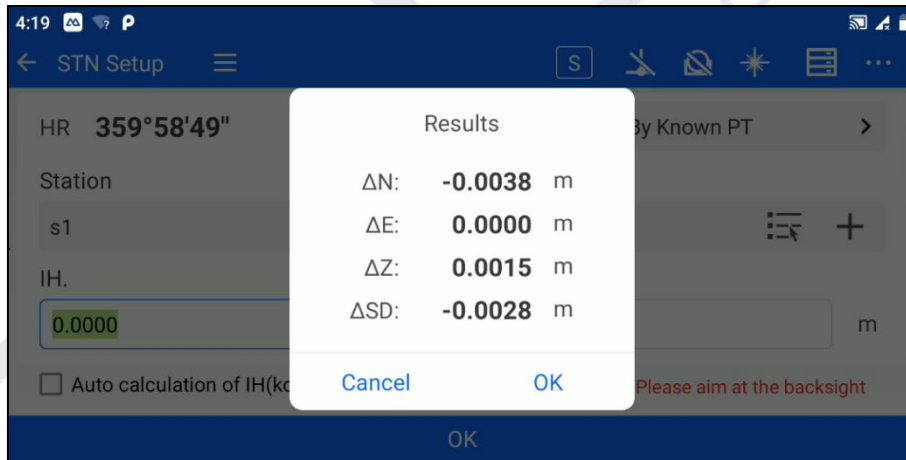 4:19
STN Setup
S
HR 359°58'49"
By Known PT
Station
s1
IH.
0.0000
m
Auto calculation of IH(ko
Please aim at the backsight
OK
Results
ΔN: -0.0038 m
ΔE: 0.0000 m
ΔZ: 0.0015 m
ΔSD: -0.0028 m
Cancel
OK